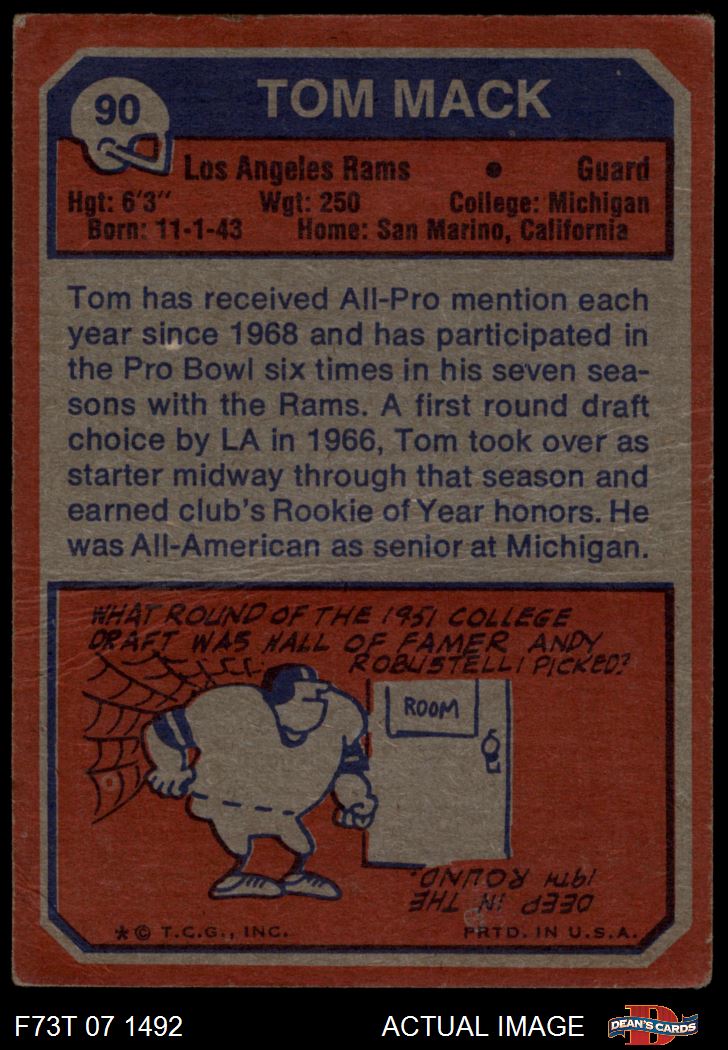 90
TOM MACK
Los Angeles Rams • Guard
Hgt: 6'3" Wgt: 250 College: Michigan
Born: 11-1-43 Home: San Marino, California
Tom has received All-Pro mention each
year since 1968 and has participated in
the Pro Bowl six times in his seven sea-
sons with the Rams. A first round draft
choice by LA in 1966, Tom took over as
starter midway through that season and
earned club's Rookie of Year honors. He
was All-American as senior at Michigan.
WHAT ROUND OF THE 1951 COLLEGE
DRAFT WAS HALL OF FAMER ANDY
ROBUSTELLI PICKED?
ROOM
DEEP IN THE
19TH ROUND.
* © T.C.G., INC. PRTD. IN U.S.A.
F73T 07 1492 ACTUAL IMAGE
D
DEAN'S CARDS